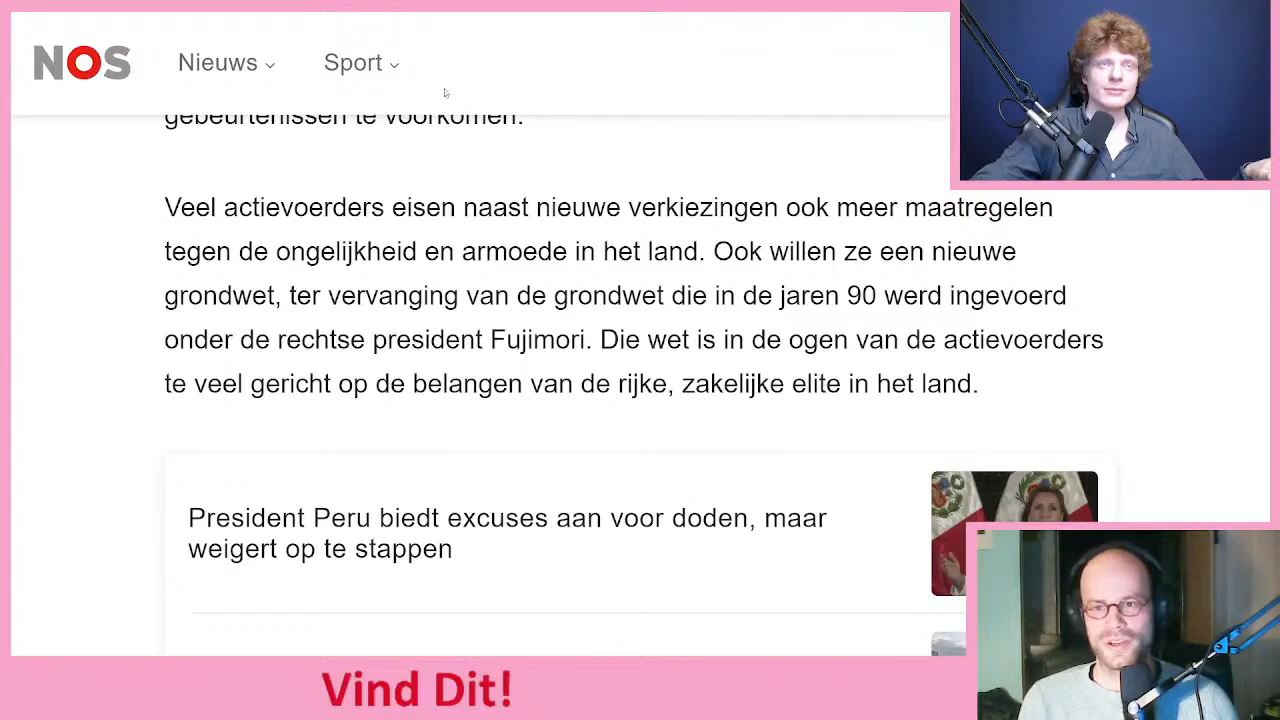 NOS
Nieuws
Sport
gebeurtenissen te voorkomen.
Veel actievoerders eisen naast nieuwe verkiezingen ook meer maatregelen
tegen de ongelijkheid en armoede in het land. Ook willen ze een nieuwe
grondwet, ter vervanging van de grondwet die in de jaren 90 werd ingevoerd
onder de rechtse president Fujimori. Die wet is in de ogen van de actievoerders
te veel gericht op de belangen van de rijke, zakelijke elite in het land.
President Peru biedt excuses aan voor doden, maar
weigert op te stappen
Vind Dit!